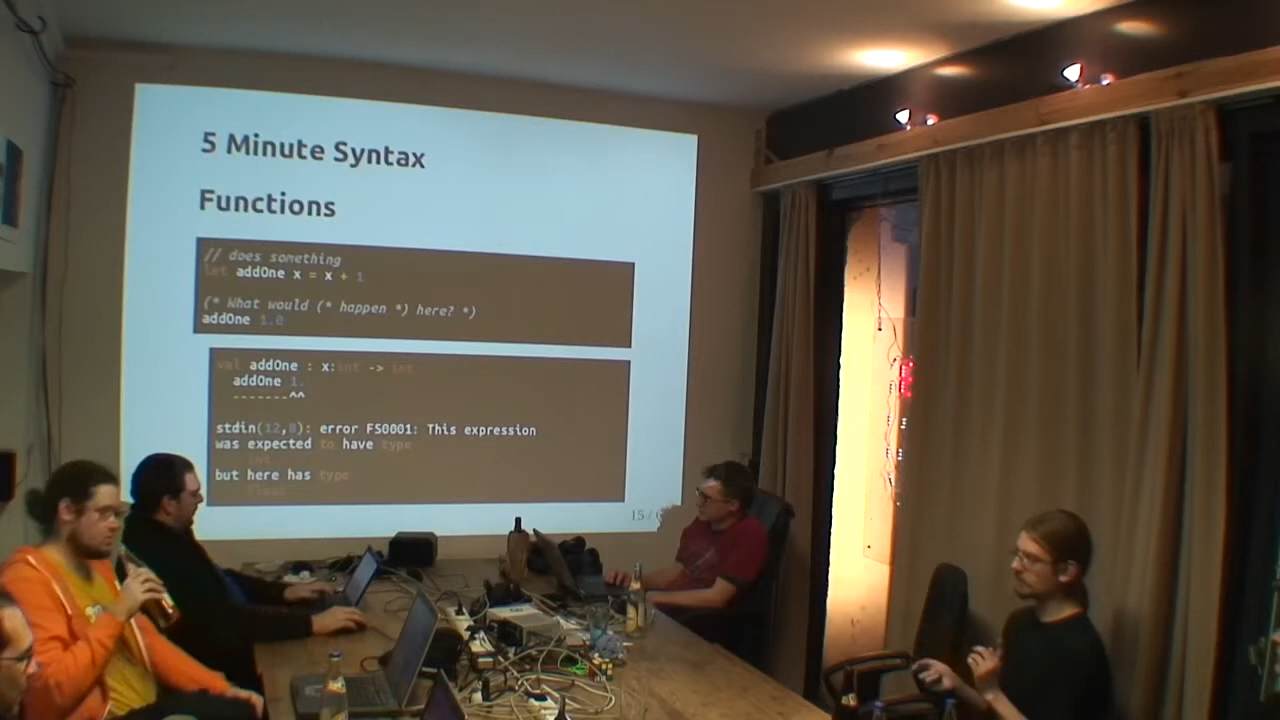 5 Minute Syntax
Functions
// does something
let addOne x = x + 1
(* What would (* happen *) here? *)
addOne 1.0
val addOne : x:int -> int
addOne 1.
-------^^
stdin(12,8): error FS0001: This expression
was expected to have type
int
but here has type
float
15 /